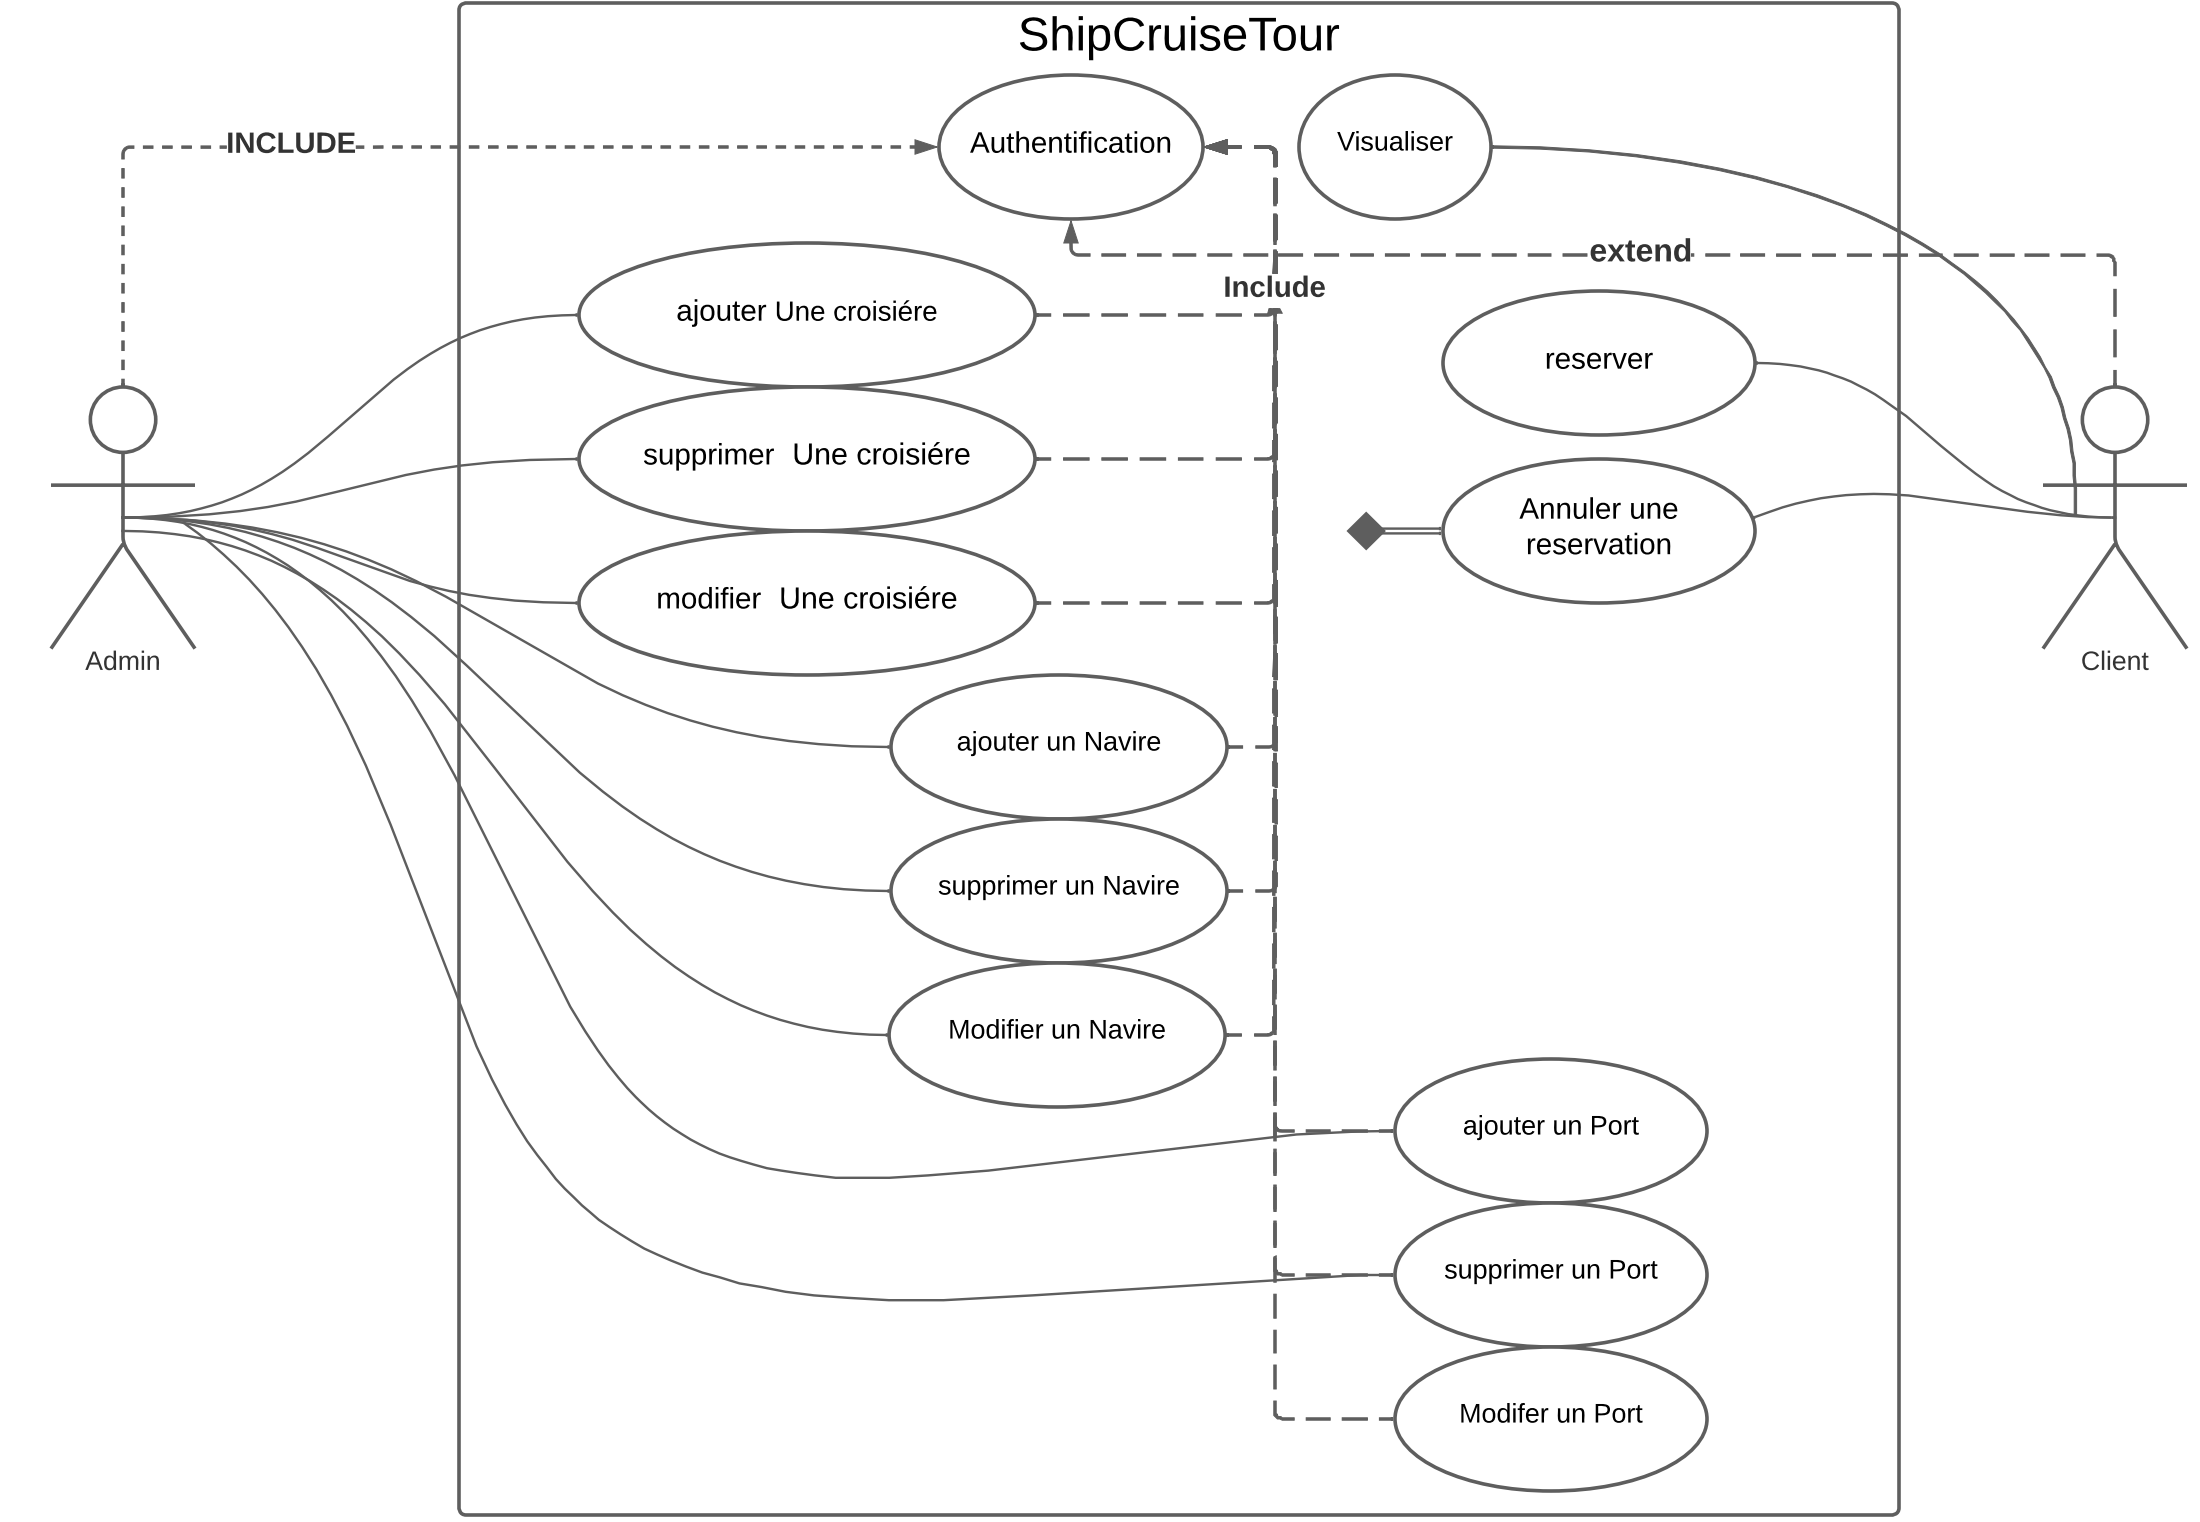 ShipCruiseTour
INCLUDE
Authentification
Visualiser
extend
Include
ajouter Une croisiére
reserver
supprimer  Une croisiére
Annuler une
reservation
modifier  Une croisiére
Admin
Client
ajouter un Navire
supprimer un Navire
Modifier un Navire
ajouter un Port
supprimer un Port
Modifer un Port